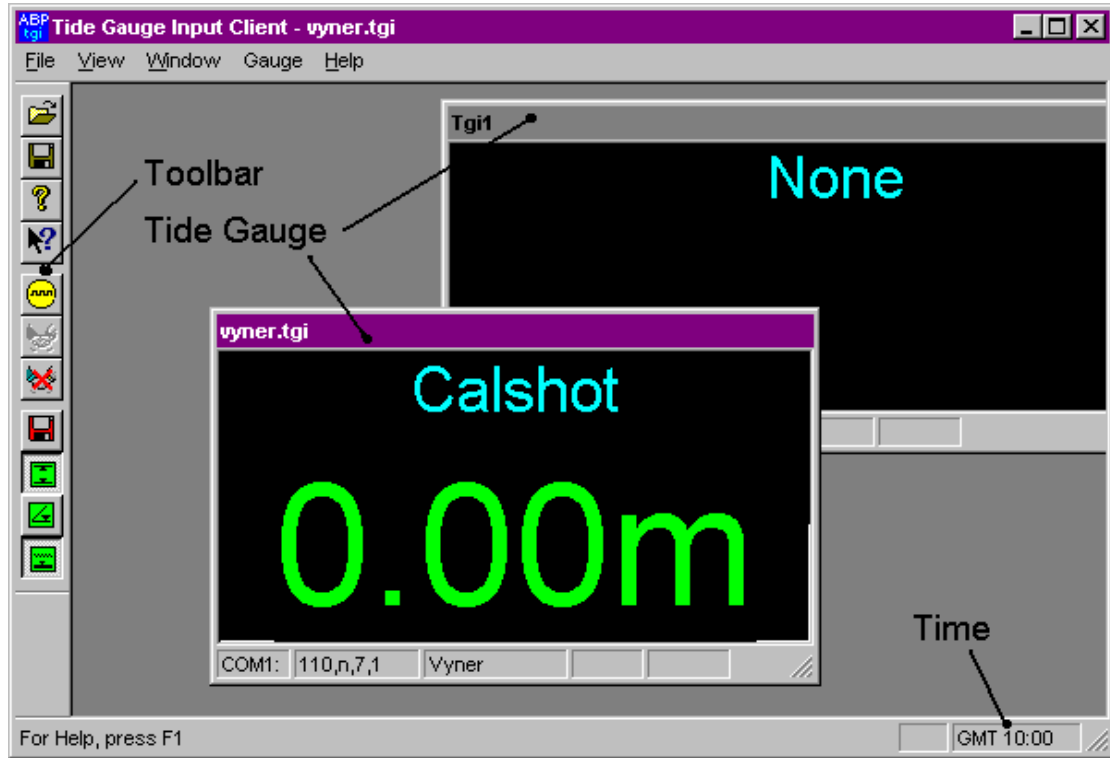 ABP
tgi
Tide Gauge Input Client - vyner.tgi
File View Window Gauge Help
Tgi1
None
Toolbar
Tide Gauge
vyner.tgi
Calshot
0.00m
COM1: 110,n,7,1 Vyner
Time
For Help, press F1 GMT 10:00